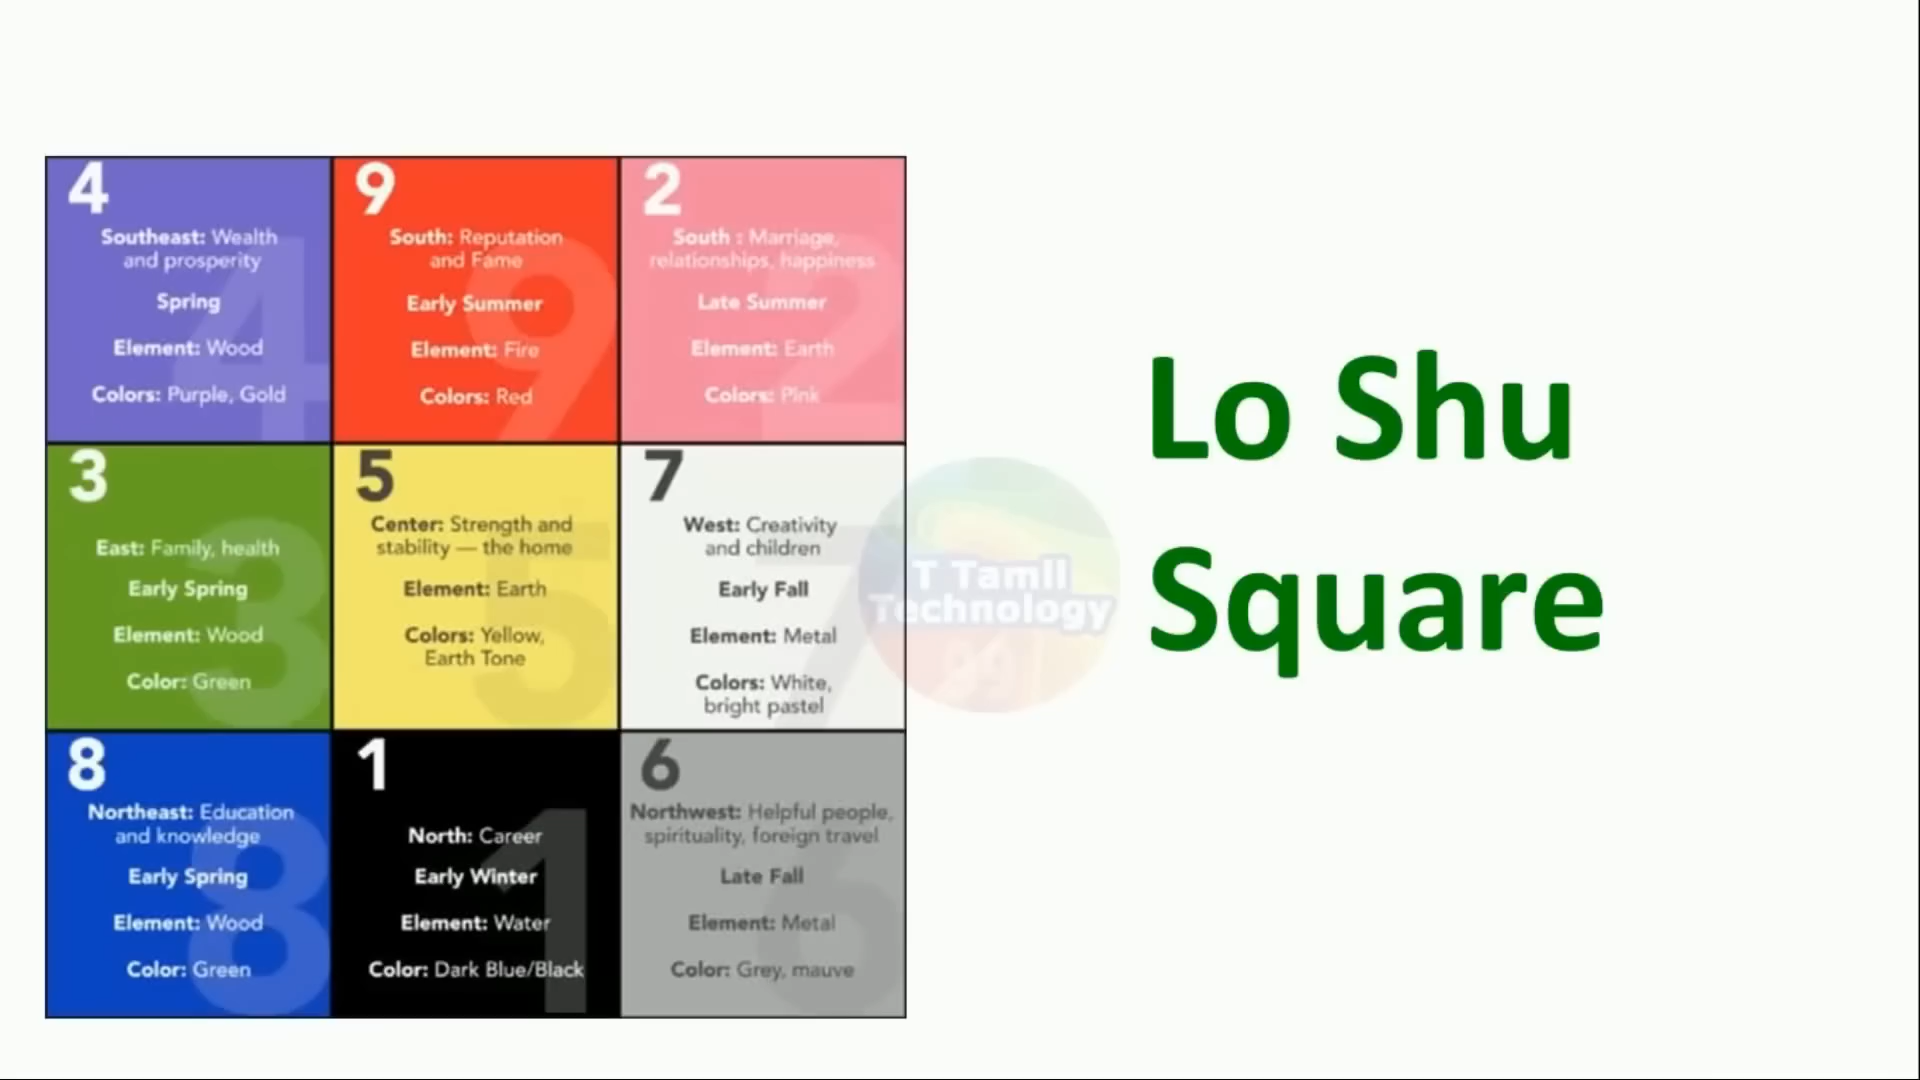 4
Southeast: Wealth
and prosperity
Spring
Element: Wood
Colors: Purple, Gold
9
South: Reputation
and Fame
Early Summer
Element: Fire
Colors: Red
2
South : Marriage,
relationships, happiness
Late Summer
Element: Earth
Colors: Pink
3
East: Family, health
Early Spring
Element: Wood
Color: Green
5
Center: Strength and
stability — the home
Element: Earth
Colors: Yellow,
Earth Tone
7
West: Creativity
and children
Early Fall
Element: Metal
Colors: White,
bright pastel
8
Northeast: Education
and knowledge
Early Spring
Element: Wood
Color: Green
1
North: Career
Early Winter
Element: Water
Color: Dark Blue/Black
6
Northwest: Helpful people,
spirituality, foreign travel
Late Fall
Element: Metal
Color: Grey, mauve
T Tamil
Technology
Lo Shu
Square